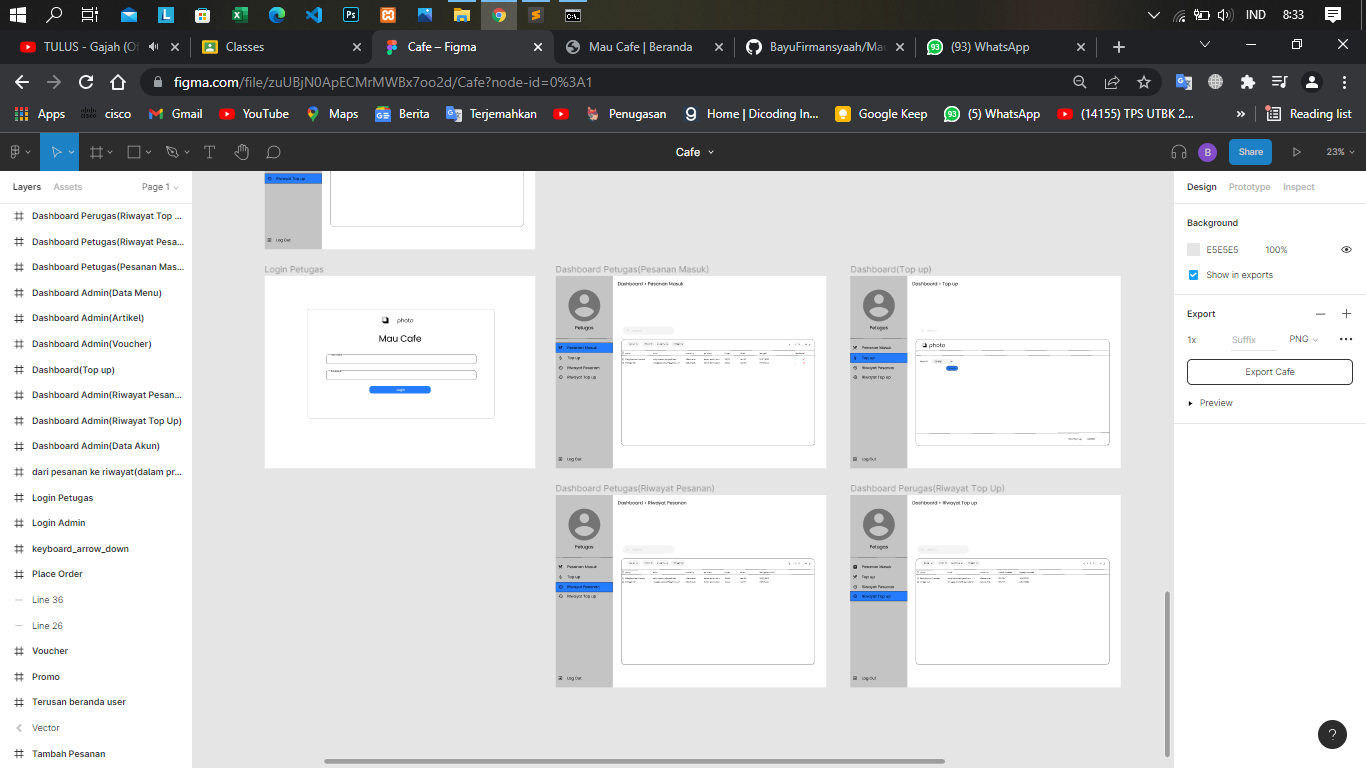 IND 8:33
TULUS - Gajah (Of
Classes
Cafe – Figma
Mau Cafe | Beranda
BayuFirmansyaah/Mau
(93) WhatsApp
figma.com/file/zuUBjN0ApECMrMWBx7oo2d/Cafe?node-id=0%3A1
Apps
cisco
Gmail
YouTube
Maps
Berita
Terjemahkan
Penugasan
Home | Dicoding In...
Google Keep
(5) WhatsApp
(14155) TPS UTBK 2...
»
Reading list
Cafe
B
Share
23%
Layers
Assets
Page 1
Dashboard Perugas(Riwayat Top ...
Dashboard Petugas(Riwayat Pesa...
Dashboard Petugas(Pesanan Mas...
Dashboard Admin(Data Menu)
Dashboard Admin(Artikel)
Dashboard Admin(Voucher)
Dashboard(Top up)
Dashboard Admin(Riwayat Pesan...
Dashboard Admin(Riwayat Top Up)
Dashboard Admin(Data Akun)
dari pesanan ke riwayat(dalam pr...
Login Petugas
Login Admin
keyboard_arrow_down
Place Order
Line 36
Line 26
Voucher
Promo
Terusan beranda user
Vector
Tambah Pesanan
Riwayat Top up
Log Out
Login Petugas
photo
Mau Cafe
Login
Dashboard Petugas(Pesanan Masuk)
Dashboard > Pesanan Masuk
Petugas
Pesanan Masuk
Top up
Riwayat Pesanan
Riwayat Top up
Log Out
Dashboard(Top up)
Dashboard > Top up
Petugas
photo
Pesanan Masuk
Top up
Riwayat Pesanan
Riwayat Top up
Log Out
Dashboard Petugas(Riwayat Pesanan)
Dashboard > Riwayat Pesanan
Petugas
Pesanan Masuk
Top up
Riwayat Pesanan
Riwayat Top up
Log Out
Dashboard Perugas(Riwayat Top Up)
Dashboard > Riwayat Top up
Petugas
Pesanan Masuk
Top up
Riwayat Pesanan
Riwayat Top up
Log Out
Design
Prototype
Inspect
Background
E5E5E5
100%
Show in exports
Export
1x
Suffix
PNG
Export Cafe
Preview
?